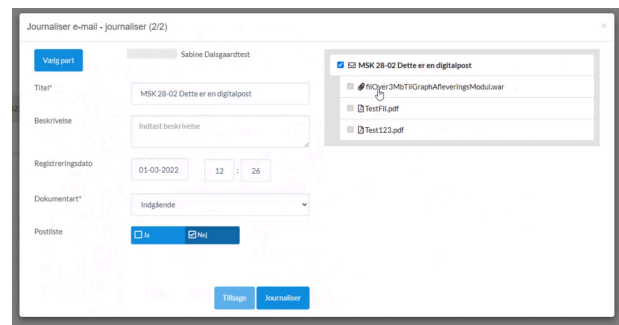 Journaliser e-mail - journaliser (2/2)
×
Vælg part
Sabine Dalsgaardtest
Titel*
MSK 28-02 Dette er en digitalpost
Beskrivelse
Indtast beskrivelse
Registreringsdato
01-03-2022
12 : 26
Dokumentart*
Indgående
Postliste
Ja
Nej
Tilbage
Journaliser
MSK 28-02 Dette er en digitalpost
filOver3MbTilGraphAfleveringsModul.war
TestFil.pdf
Test123.pdf